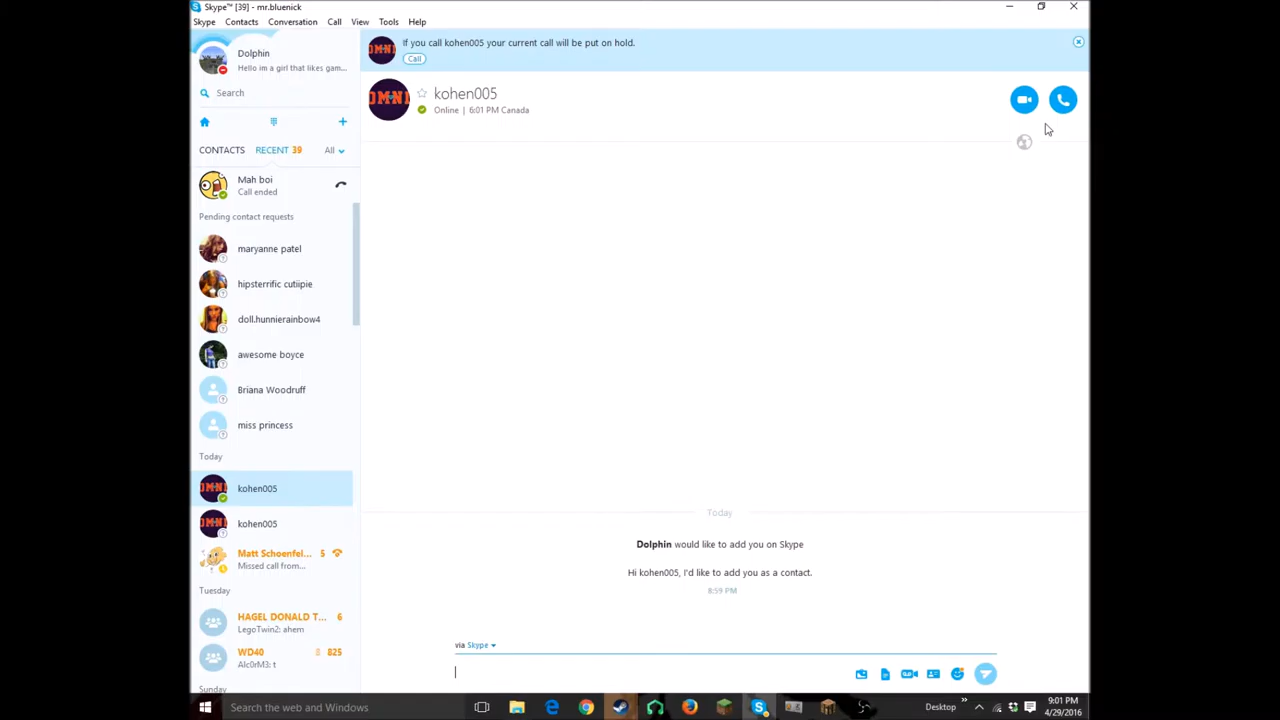 Skype™ [39] - mr.bluenick
Skype Contacts Conversation Call View Tools Help
Dolphin
Hello im a girl that likes gam...
Search
CONTACTS RECENT 39 All
Mah boi
Call ended
Pending contact requests
maryanne patel
hipsterrific cutiipie
doll.hunnierainbow4
awesome boyce
Briana Woodruff
miss princess
Today
kohen005
kohen005
Matt Schoenfel... 5
Missed call from...
Tuesday
HAGEL DONALD T... 6
LegoTwin2: ahem
WD40 825
Alc0rM3: t
Sunday
OMNI
If you call kohen005 your current call will be put on hold.
Call
OMNI
kohen005
Online | 6:01 PM Canada
Today
Dolphin would like to add you on Skype
Hi kohen005, I'd like to add you as a contact.
8:59 PM
via Skype
Search the web and Windows
Desktop
9:01 PM
4/29/2016